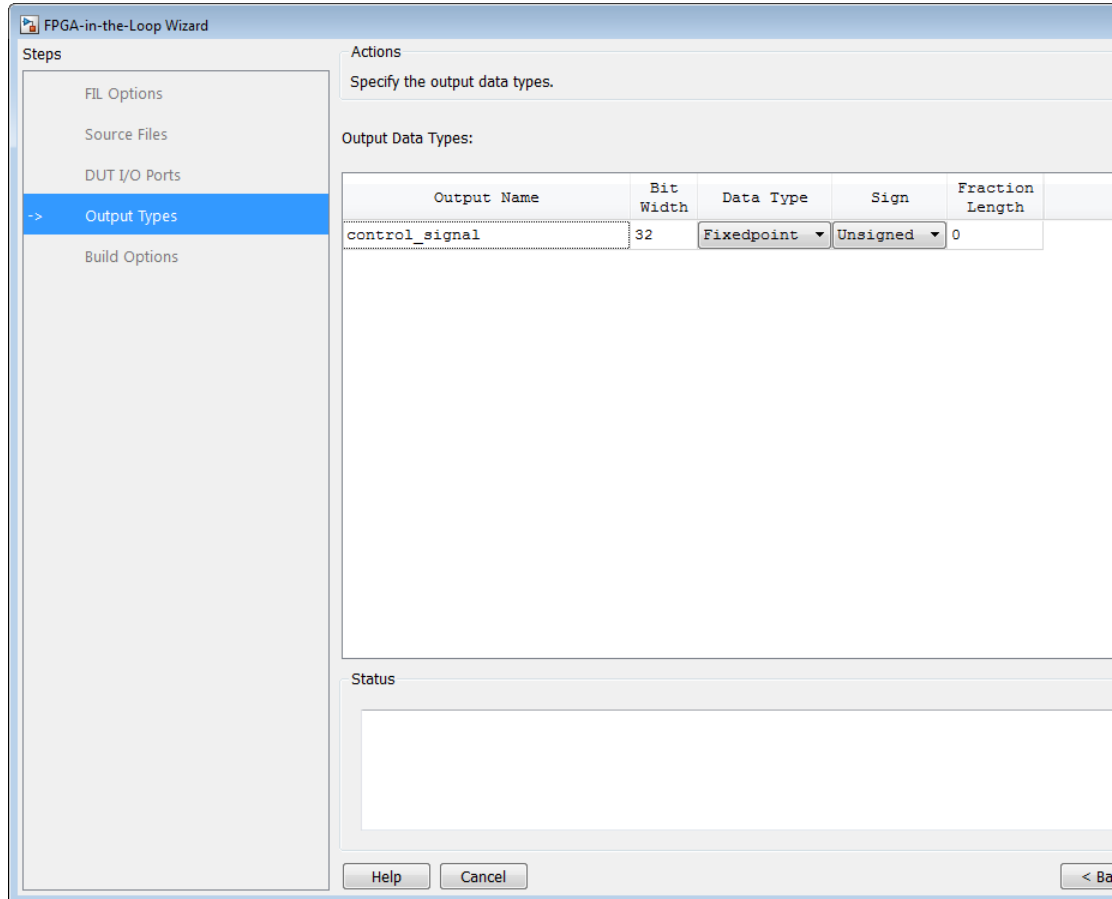 FPGA-in-the-Loop Wizard
Steps
FIL Options
Source Files
DUT I/O Ports
-> Output Types
Build Options
Actions
Specify the output data types.
Output Data Types:
Output Name Bit Width Data Type Sign Fraction Length
control_signal 32 Fixedpoint Unsigned 0
Status
Help Cancel < Ba